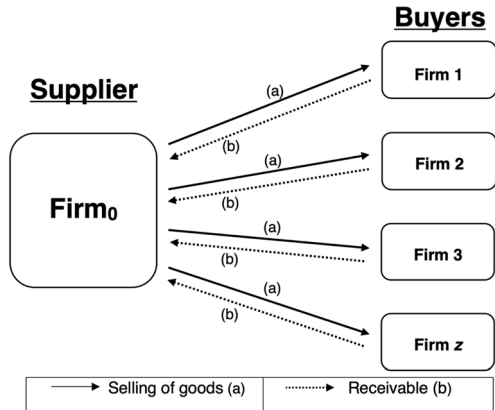 Buyers
Supplier
Firm₀
(a)
(b)
Firm 1
(a)
(b)
Firm 2
(a)
(b)
Firm 3
(a)
(b)
Firm z
Selling of goods (a)
Receivable (b)